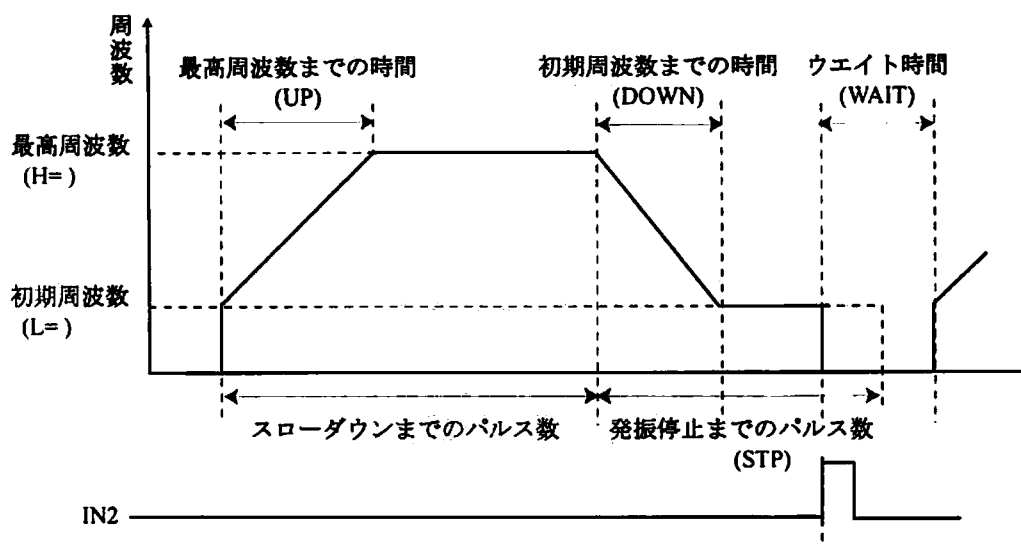 周波数
最高周波数までの時間
(UP)
初期周波数までの時間
(DOWN)
ウエイト時間
(WAIT)
最高周波数
(H= )
初期周波数
(L= )
スローダウンまでのパルス数
発振停止までのパルス数
(STP)
IN2